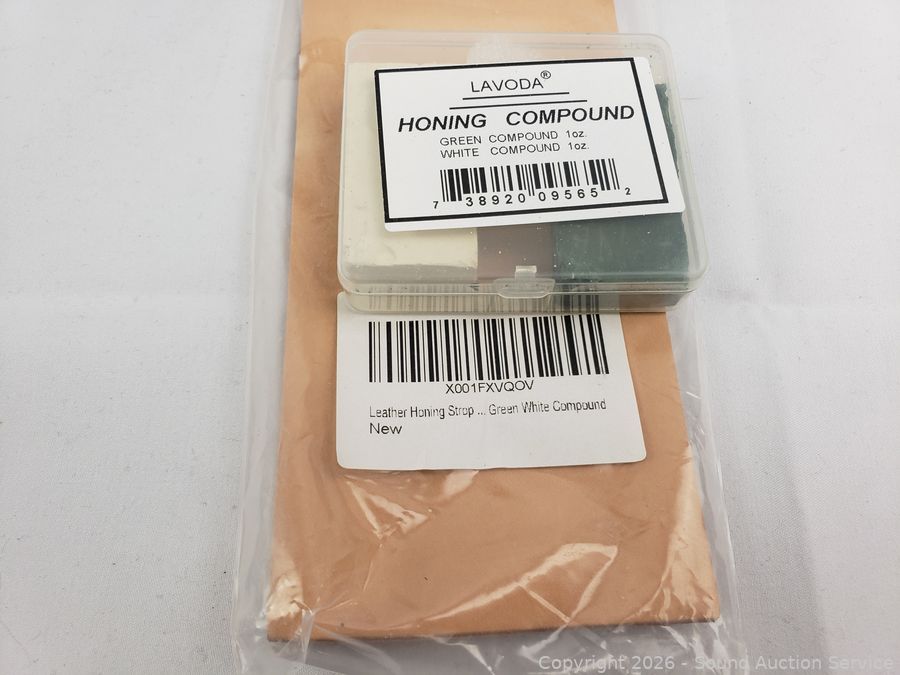 LAVODA®
HONING COMPOUND
GREEN COMPOUND 1oz.
WHITE COMPOUND 1oz.
7 38920 09565 2
X001FXVQOV
Leather Honing Strop ... Green White Compound
New
Copyright 2026 - Sound Auction Service